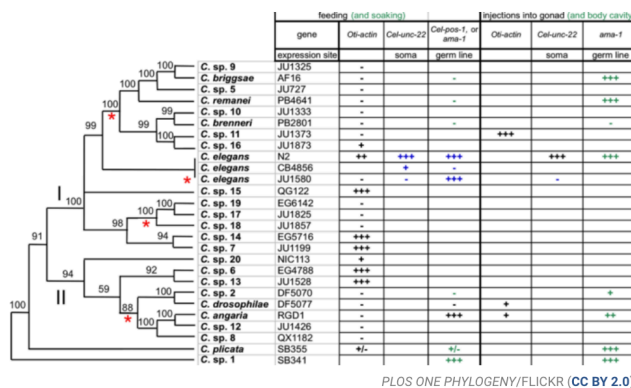 feeding (and soaking) injections into gonad (and body cavity
gene Oti-actin Cel-unc-22 Cel-pos-1, or ama-1 Oti-actin Cel-unc-22 ama-1
expression site soma germ line soma germ line
100 C. sp. 9 JU1325 -
100 C. briggsae AF16 - - +++
100 C. sp. 5 JU727 -
100 * C. remanei PB4641 - - +++
C. sp. 10 JU1333 -
99 99 100 C. brenneri PB2801 - - -
100 C. sp. 11 JU1373 - +++
C. sp. 16 JU1873 +
99 C. elegans N2 ++ +++ +++ +++ +++
C. elegans CB4856 + -
* C. elegans JU1580 - - +++ -
I C. sp. 15 QG122 +++
100 C. sp. 19 EG6142 -
100 100 C. sp. 17 JU1825 -
98 * C. sp. 18 JU1857 -
91 94 C. sp. 14 EG5716 +++
C. sp. 7 JU1199 +++
C. sp. 20 NIC113 +
94 92 C. sp. 6 EG4788 +++
II 59 C. sp. 13 JU1528 +++
100 C. sp. 2 DF5070 - - +
C. drosophilae DF5077 - - +
100 88 * 100 C. angaria RGD1 - +++ + ++
100 C. sp. 12 JU1426 -
100 C. sp. 8 QX1182 -
C. plicata SB355 +/- +/- +++
C. sp. 1 SB341 +++ +++
PLOS ONE PHYLOGENY/FLICKR (CC BY 2.0)